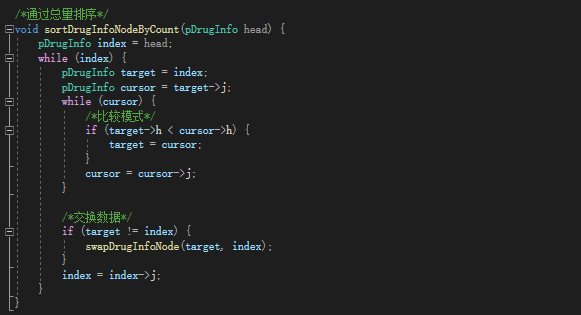 /*通过总量排序*/
void sortDrugInfoNodeByCount(pDrugInfo head) {
    pDrugInfo index = head;
    while (index) {
        pDrugInfo target = index;
        pDrugInfo cursor = target->j;
        while (cursor) {
            /*比较模式*/
            if (target->h < cursor->h) {
                target = cursor;
            }
            cursor = cursor->j;
        }
        /*交换数据*/
        if (target != index) {
            swapDrugInfoNode(target, index);
        }
        index = index->j;
    }
}